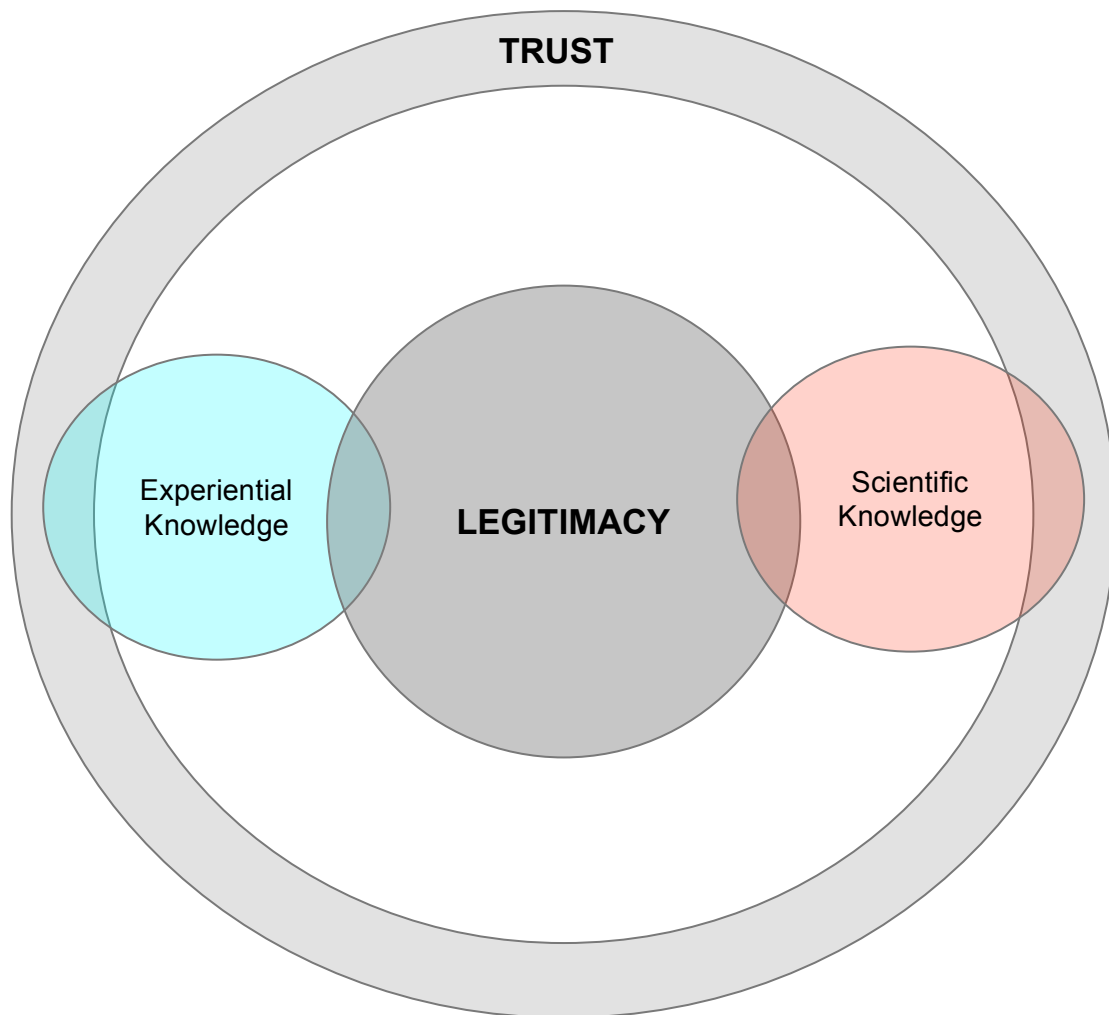 TRUST
Experiential
Knowledge
LEGITIMACY
Scientific
Knowledge